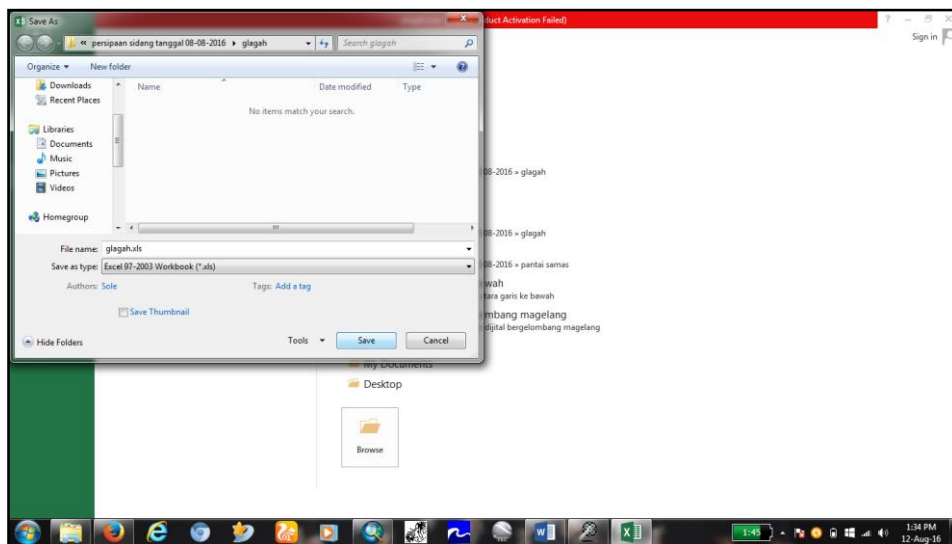 Save As
duct Activation Failed)
Sign in
« persipaan sidang tanggal 08-08-2016 ▸ glagah
Search glagah
Organize
New folder
Name
Date modified
Type
No items match your search.
Downloads
Recent Places
Libraries
Documents
Music
Pictures
Videos
Homegroup
File name: glagah.xls
Save as type: Excel 97-2003 Workbook (*.xls)
Authors: Sole
Tags: Add a tag
Save Thumbnail
Hide Folders
Tools
Save
Cancel
08-2016 » glagah
08-2016 » glagah
08-2016 » pantai samas
wah
tara garis ke bawah
mbang magelang
dijital bergelombang magelang
My Documents
Desktop
Browse
1:45
1:34 PM
12-Aug-16